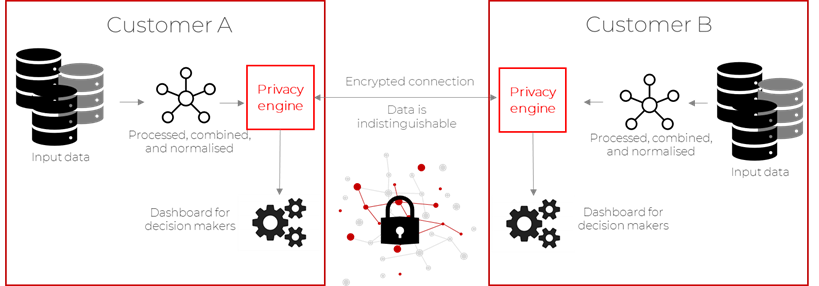 Customer A
Privacy
engine
Processed, combined,
and normalised
Input data
Dashboard for
decision makers
Encrypted connection
Data is
indistinguishable
Customer B
Privacy
engine
Processed, combined,
and normalised
Input data
Dashboard for
decision makers